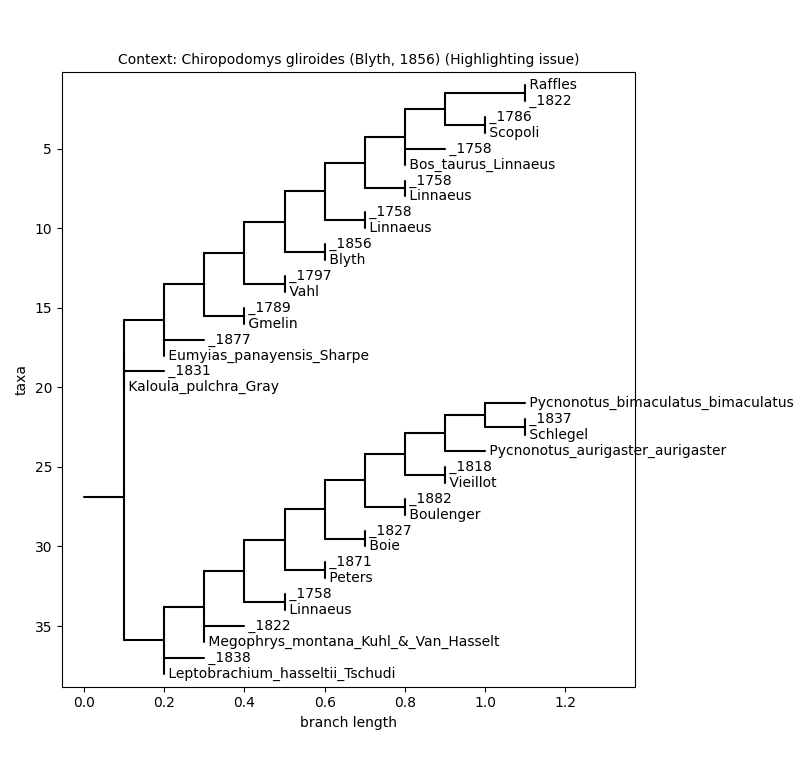 Context: Chiropodomys gliroides (Blyth, 1856) (Highlighting issue)
Raffles
_1822
_1786
Scopoli
_1758
Bos_taurus_Linnaeus
_1758
Linnaeus
_1758
Linnaeus
_1856
Blyth
_1797
Vahl
_1789
Gmelin
_1877
Eumyias_panayensis_Sharpe
_1831
Kaloula_pulchra_Gray
Pycnonotus_bimaculatus_bimaculatus
_1837
Schlegel
Pycnonotus_aurigaster_aurigaster
_1818
Vieillot
_1882
Boulenger
_1827
Boie
_1871
Peters
_1758
Linnaeus
_1822
Megophrys_montana_Kuhl_&_Van_Hasselt
_1838
Leptobrachium_hasseltii_Tschudi
5
10
15
20
25
30
35
taxa
0.0 0.2 0.4 0.6 0.8 1.0 1.2
branch length